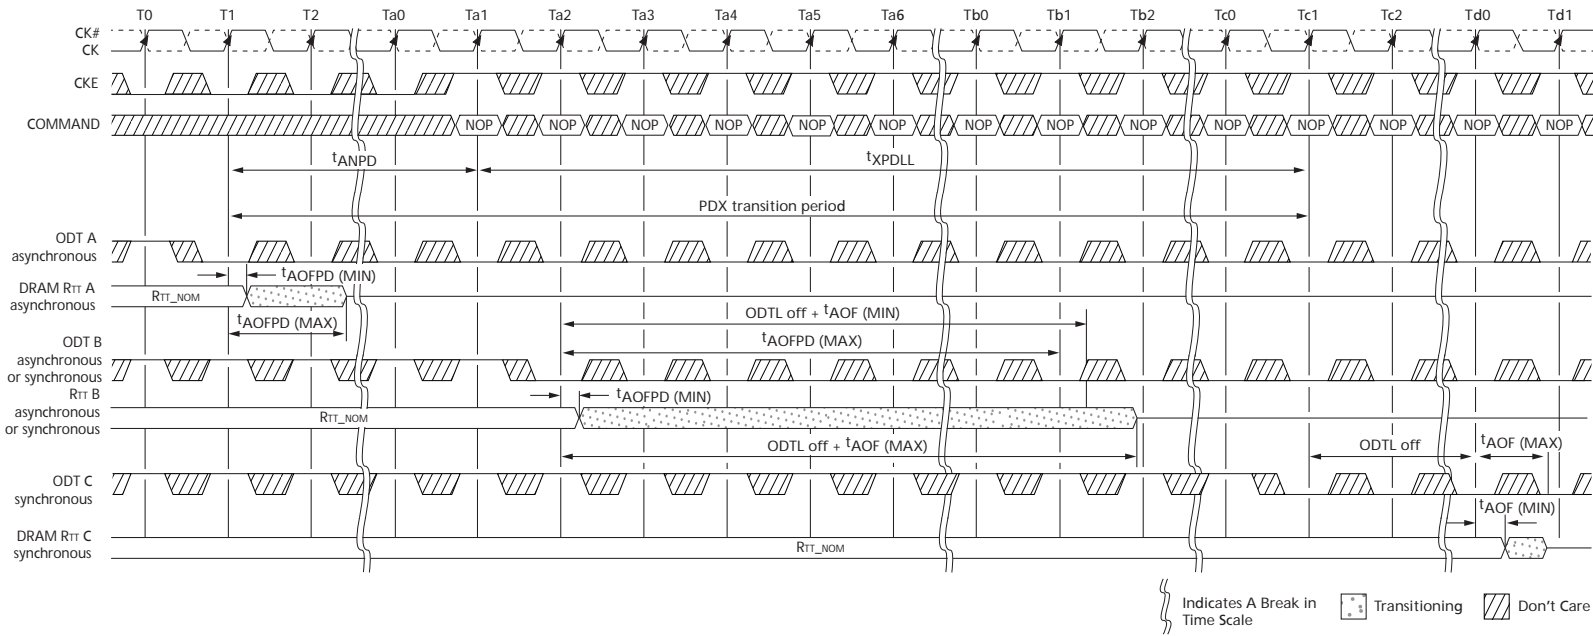 T0 T1 T2 Ta0 Ta1 Ta2 Ta3 Ta4 Ta5 Ta6 Tb0 Tb1 Tb2 Tc0 Tc1 Tc2 Td0 Td1
CK#
CK
CKE
COMMAND
NOP NOP NOP NOP NOP NOP NOP NOP NOP NOP NOP NOP NOP NOP
tANPD
tXPDLL
PDX transition period
ODT A
asynchronous
tAOFPD (MIN)
DRAM RTT A
asynchronous
RTT_NOM
tAOFPD (MAX)
ODTL off + tAOF (MIN)
tAOFPD (MAX)
ODT B
asynchronous
or synchronous
tAOFPD (MIN)
RTT B
asynchronous
or synchronous
RTT_NOM
ODTL off + tAOF (MAX)
ODTL off
tAOF (MAX)
ODT C
synchronous
tAOF (MIN)
DRAM RTT C
synchronous
RTT_NOM
Indicates A Break in
Time Scale
Transitioning
Don't Care